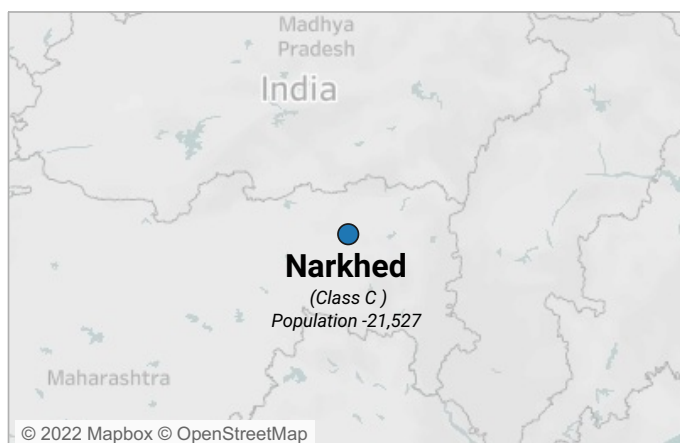 Madhya
Pradesh
India
Narkhed
(Class C )
Population -21,527
Maharashtra
© 2022 Mapbox © OpenStreetMap